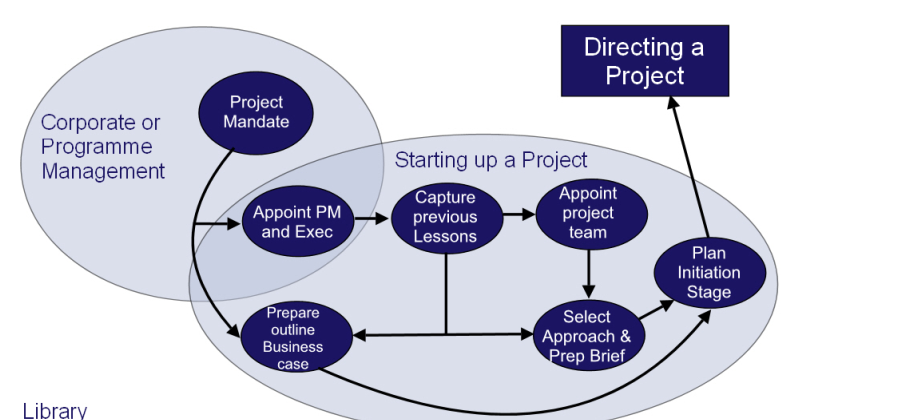 Directing a
Project
Project
Mandate
Corporate or
Programme
Management
Starting up a Project
Appoint PM
and Exec
Capture
previous
Lessons
Appoint
project
team
Plan
Initiation
Stage
Prepare
outline
Business
case
Select
Approach &
Prep Brief
Library